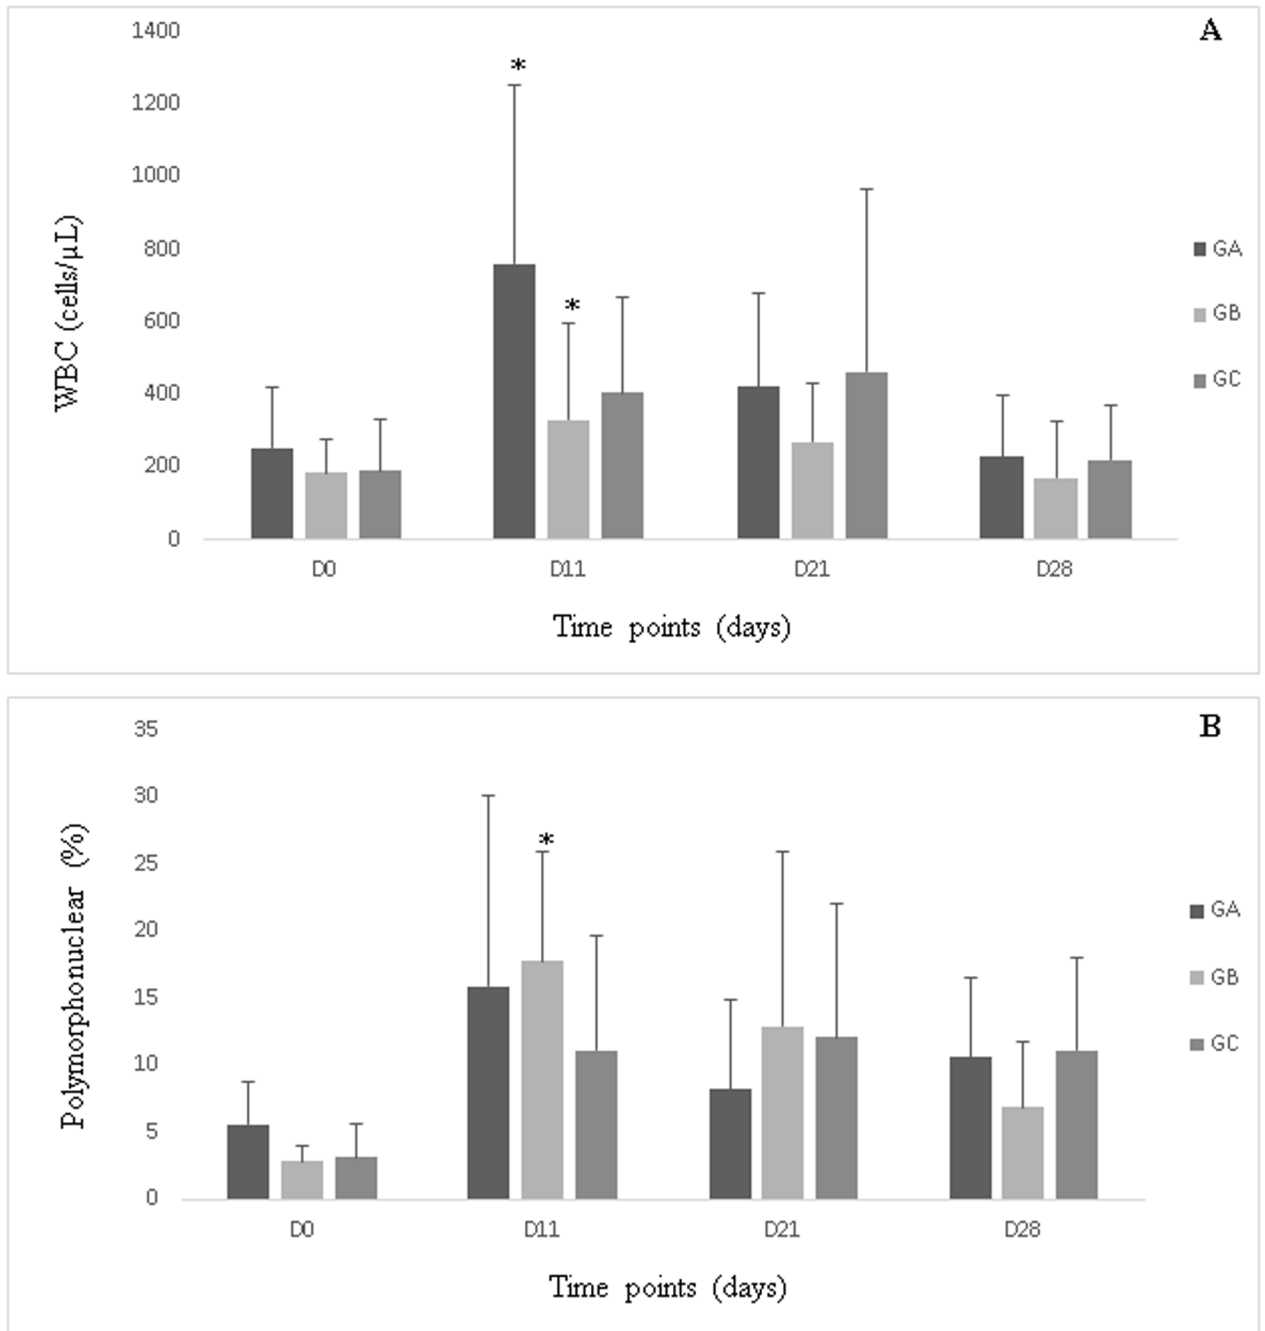 A
1400
1200
1000
800
600
400
200
0
WBC (cells/µL)
*
*
GA
GB
GC
D0 D11 D21 D28
Time points (days)
B
35
30
25
20
15
10
5
0
Polymorphonuclear (%)
*
GA
GB
GC
D0 D11 D21 D28
Time points (days)